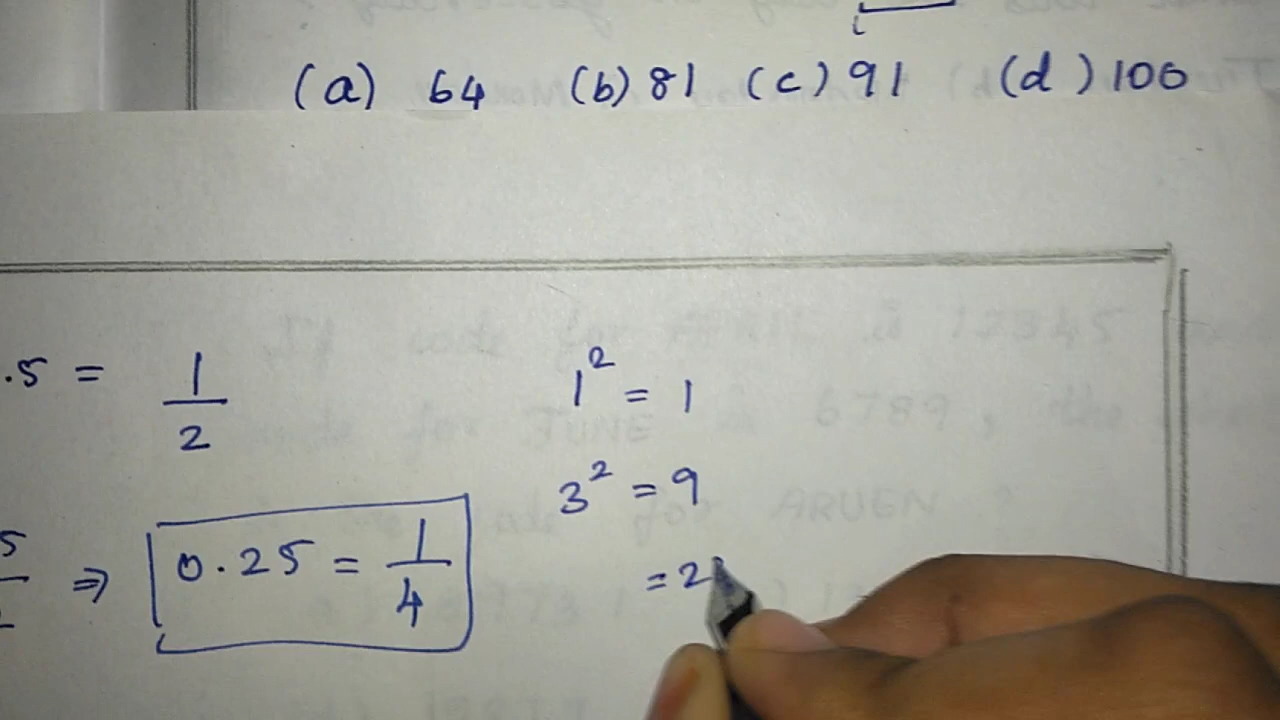 (a) 64 (b) 81 (c) 91 (d) 100
.5 = 1/2
1² = 1
3² = 9
⇒ 0.25 = 1/4
= 2